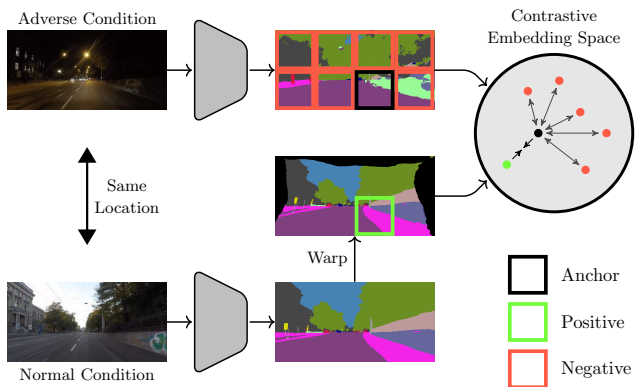 Adverse Condition
Contrastive
Embedding Space
Same
Location
Warp
Normal Condition
Anchor
Positive
Negative